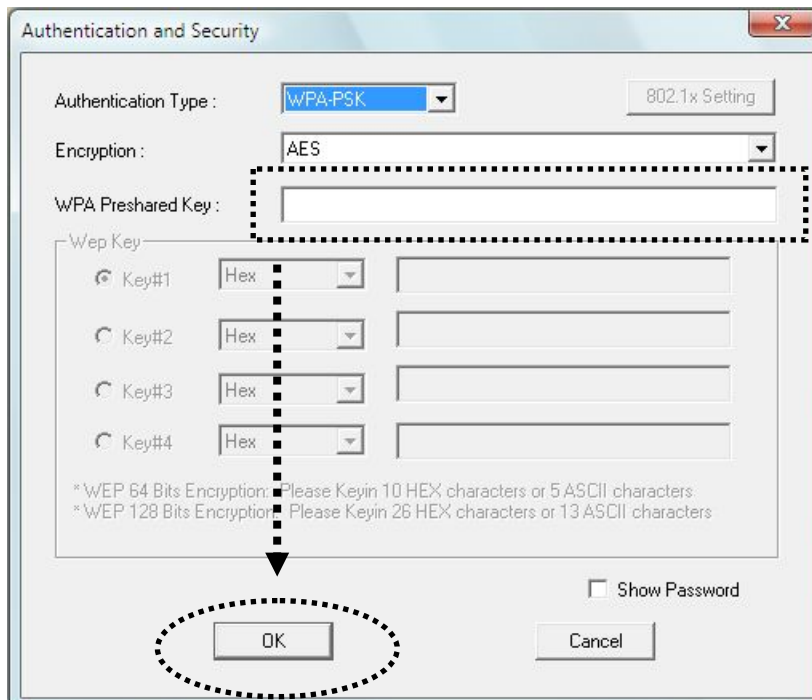 Authentication and Security
Authentication Type : WPA-PSK 802.1x Setting
Encryption : AES
WPA Preshared Key :
Wep Key
Key#1 Hex
Key#2 Hex
Key#3 Hex
Key#4 Hex
* WEP 64 Bits Encryption: Please Keyin 10 HEX characters or 5 ASCII characters
* WEP 128 Bits Encryption: Please Keyin 26 HEX characters or 13 ASCII characters
Show Password
OK Cancel